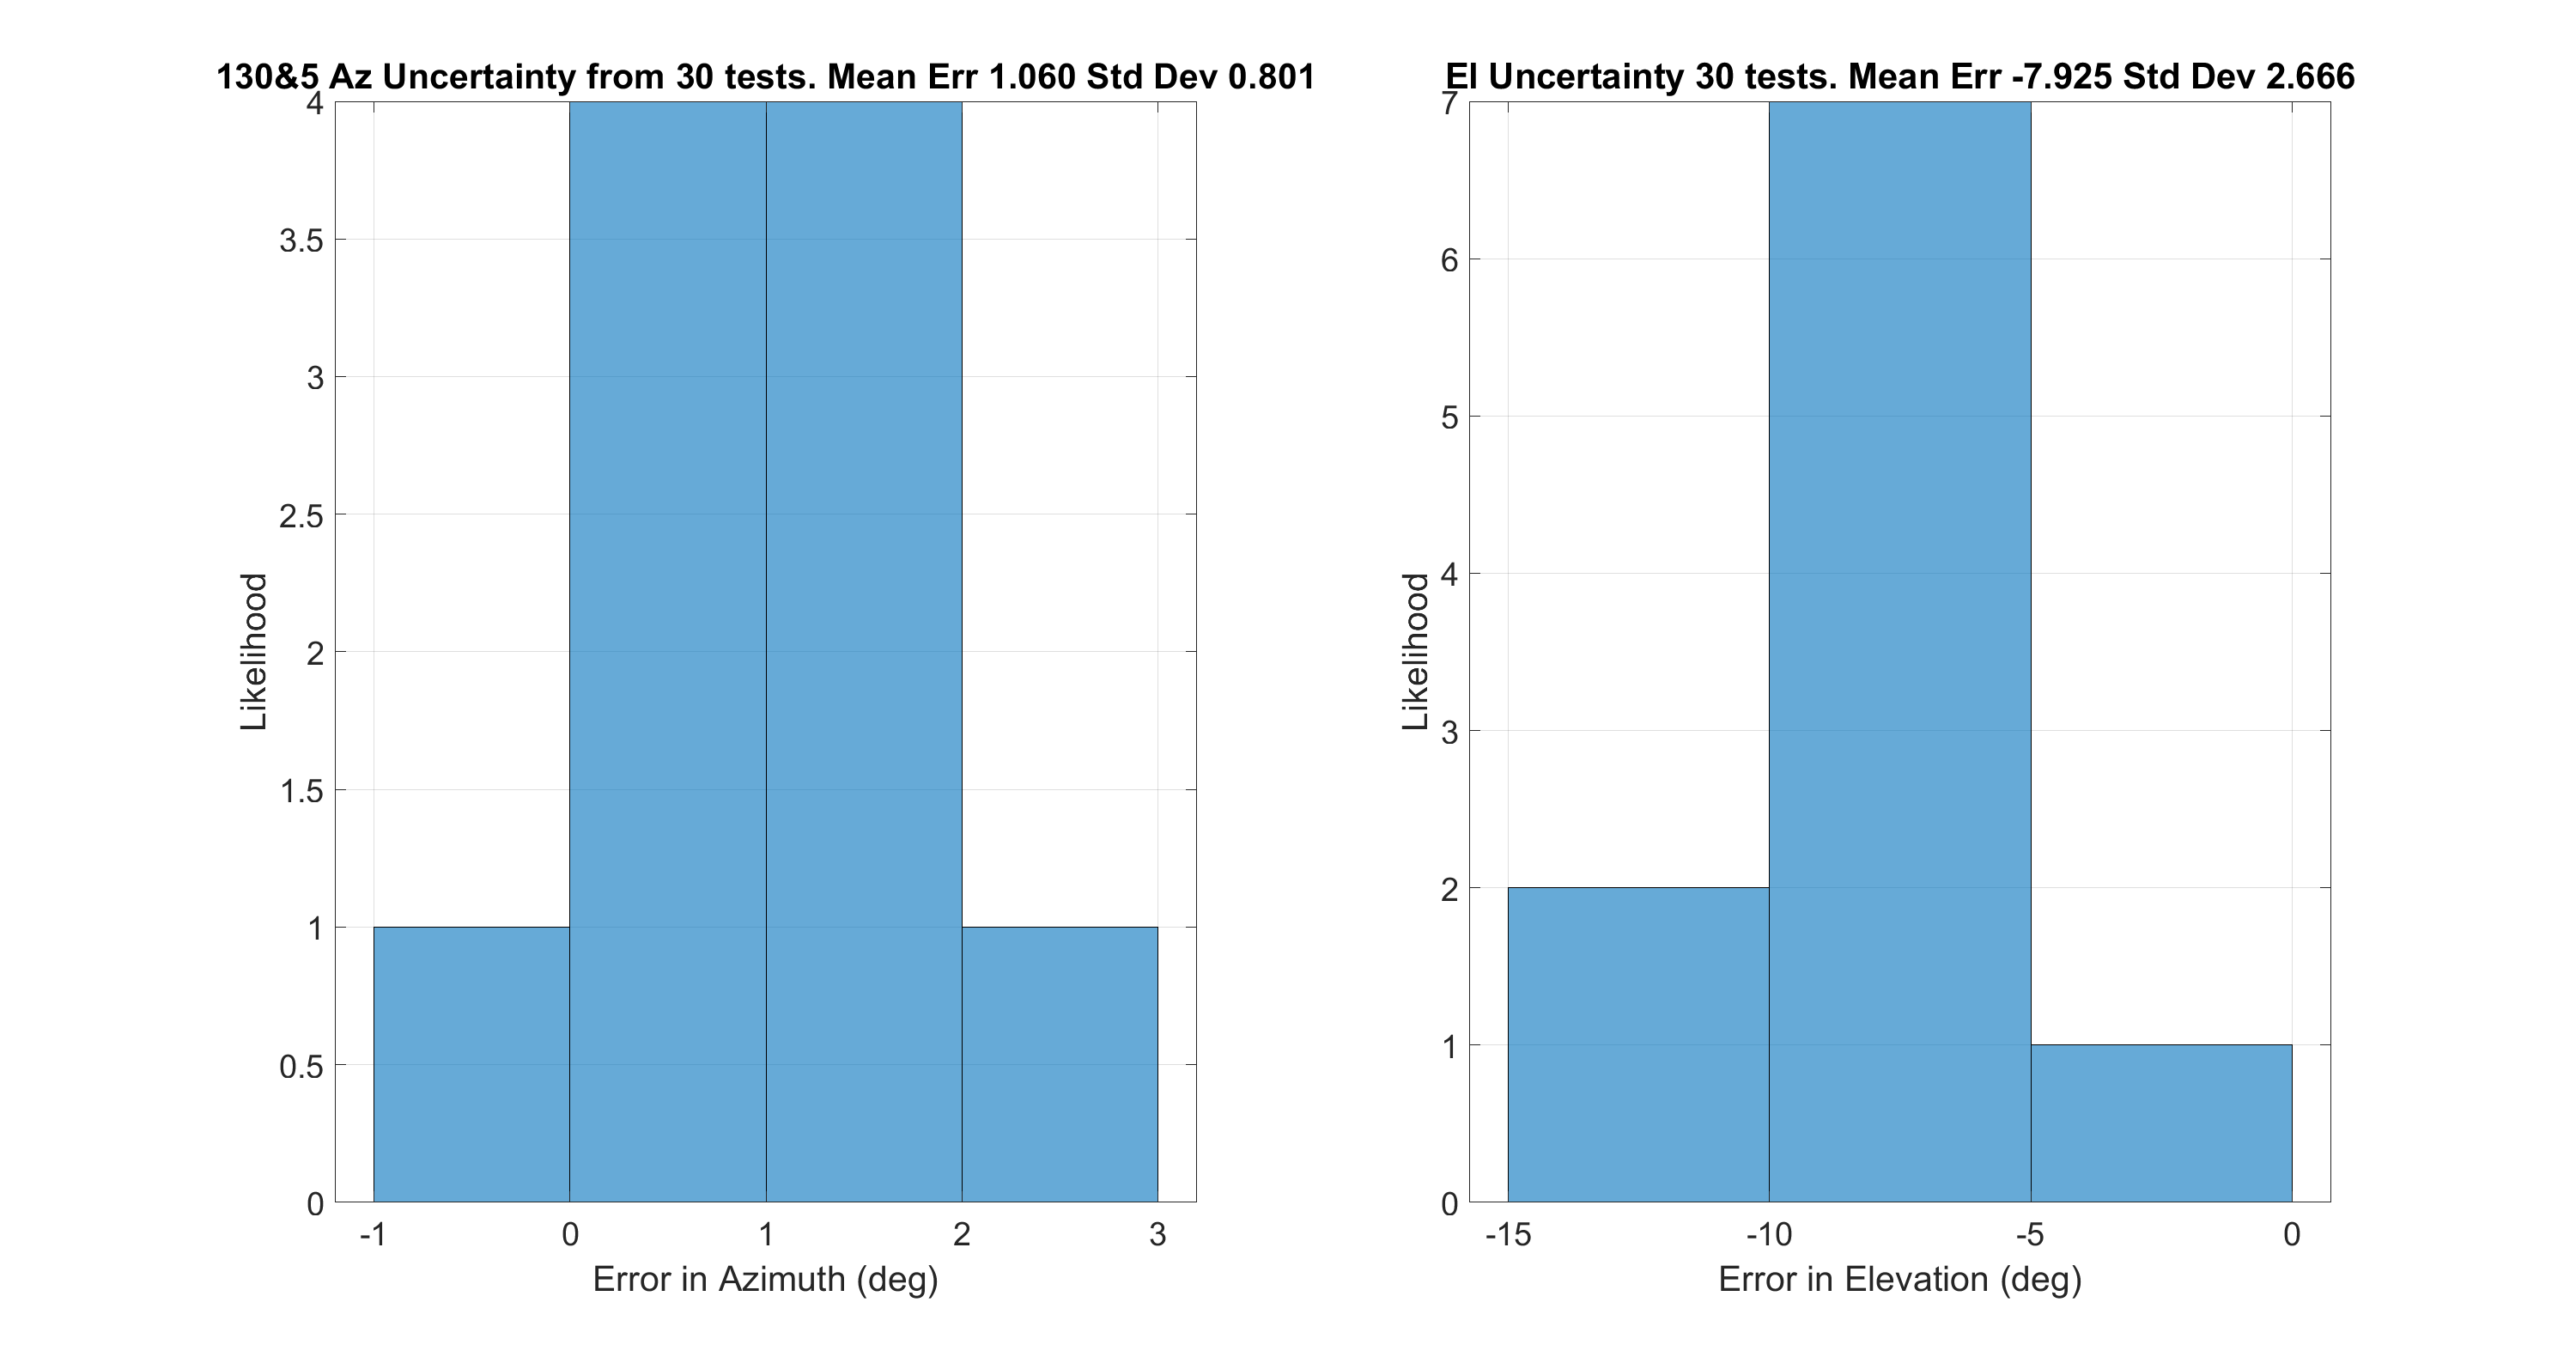 130&5 Az Uncertainty from 30 tests. Mean Err 1.060 Std Dev 0.801
4
3.5
3
2.5
2
1.5
1
0.5
0
Likelihood
-1 0 1 2 3
Error in Azimuth (deg)
El Uncertainty 30 tests. Mean Err -7.925 Std Dev 2.666
7
6
5
4
3
2
1
0
Likelihood
-15 -10 -5 0
Error in Elevation (deg)